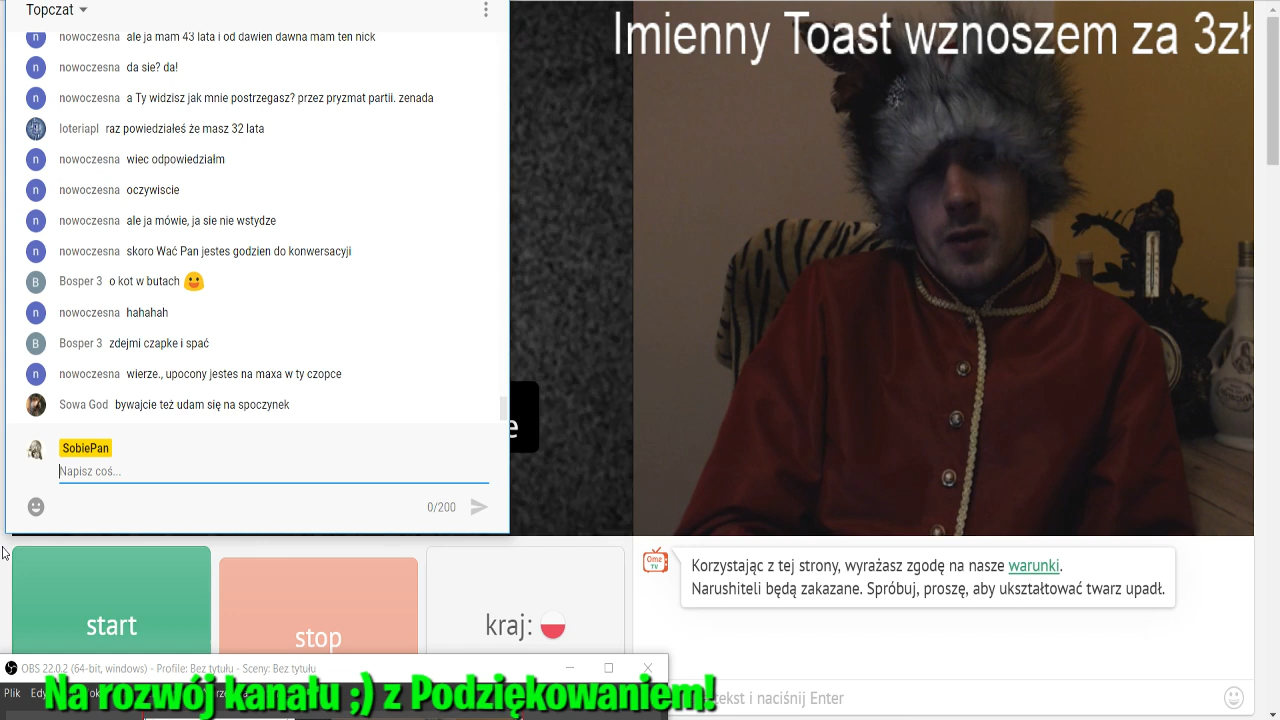 Topczat
nowoczesna ale ja mam 43 lata i od dawien dawna mam ten nick
nowoczesna da sie? da!
nowoczesna a Ty widzisz jak mnie postrzegasz? przez pryzmat partii. zenada
loteriapl raz powiedziałeś że masz 32 lata
nowoczesna wiec odpowiedziałm
nowoczesna oczywiscie
nowoczesna ale ja mówie, ja sie nie wstydze
nowoczesna skoro Wać Pan jestes godzien do konwersacyji
Bosper 3 o kot w butach
nowoczesna hahahah
Bosper 3 zdejmi czapke i spać
nowoczesna wierze., upocony jestes na maxa w ty czopce
Sowa God bywajcie też udam się na spoczynek
SobiePan
Napisz coś...
0/200
Imienny Toast wznoszem za 3zł
e
Ome
TV
Korzystając z tej strony, wyrażasz zgodę na nasze warunki.
Narushiteli będą zakazane. Spróbuj, proszę, aby ukształtować twarz upadł.
start
stop
kraj:
OBS 22.0.2 (64-bit, windows) - Profile: Bez tytułu - Sceny: Bez tytułu
Plik
Na rozwój kanału ;) z Podziękowaniem!
tekst i naciśnij Enter